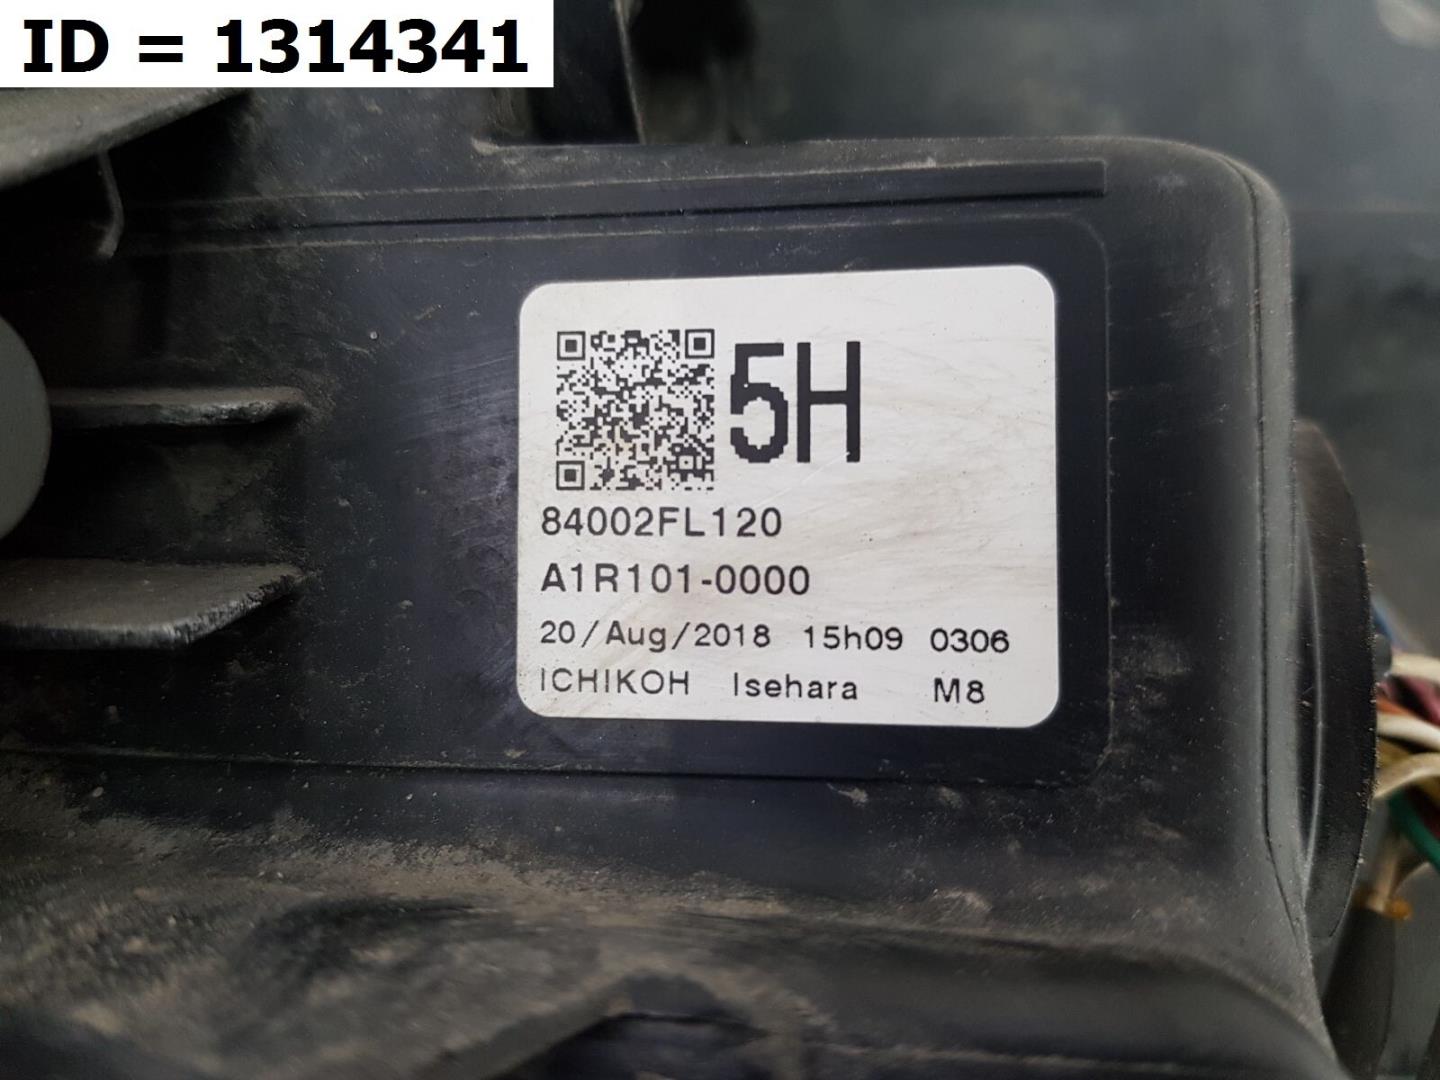 ID = 1314341
5H
84002FL120
A1R101-0000
20/Aug/2018 15h09 0306
ICHIKOH Isehara M8